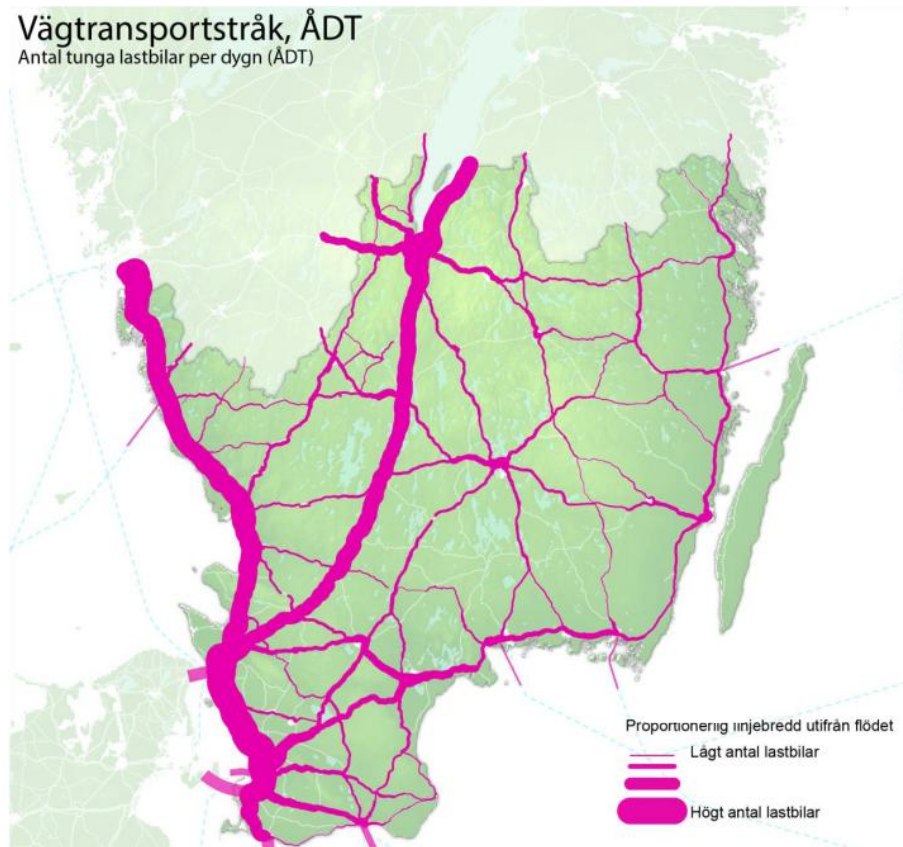 Vägtransportstråk, ÅDT
Antal tunga lastbilar per dygn (ÅDT)
Proportionerlig linjebredd utifrån flödet
Lågt antal lastbilar
Högt antal lastbilar